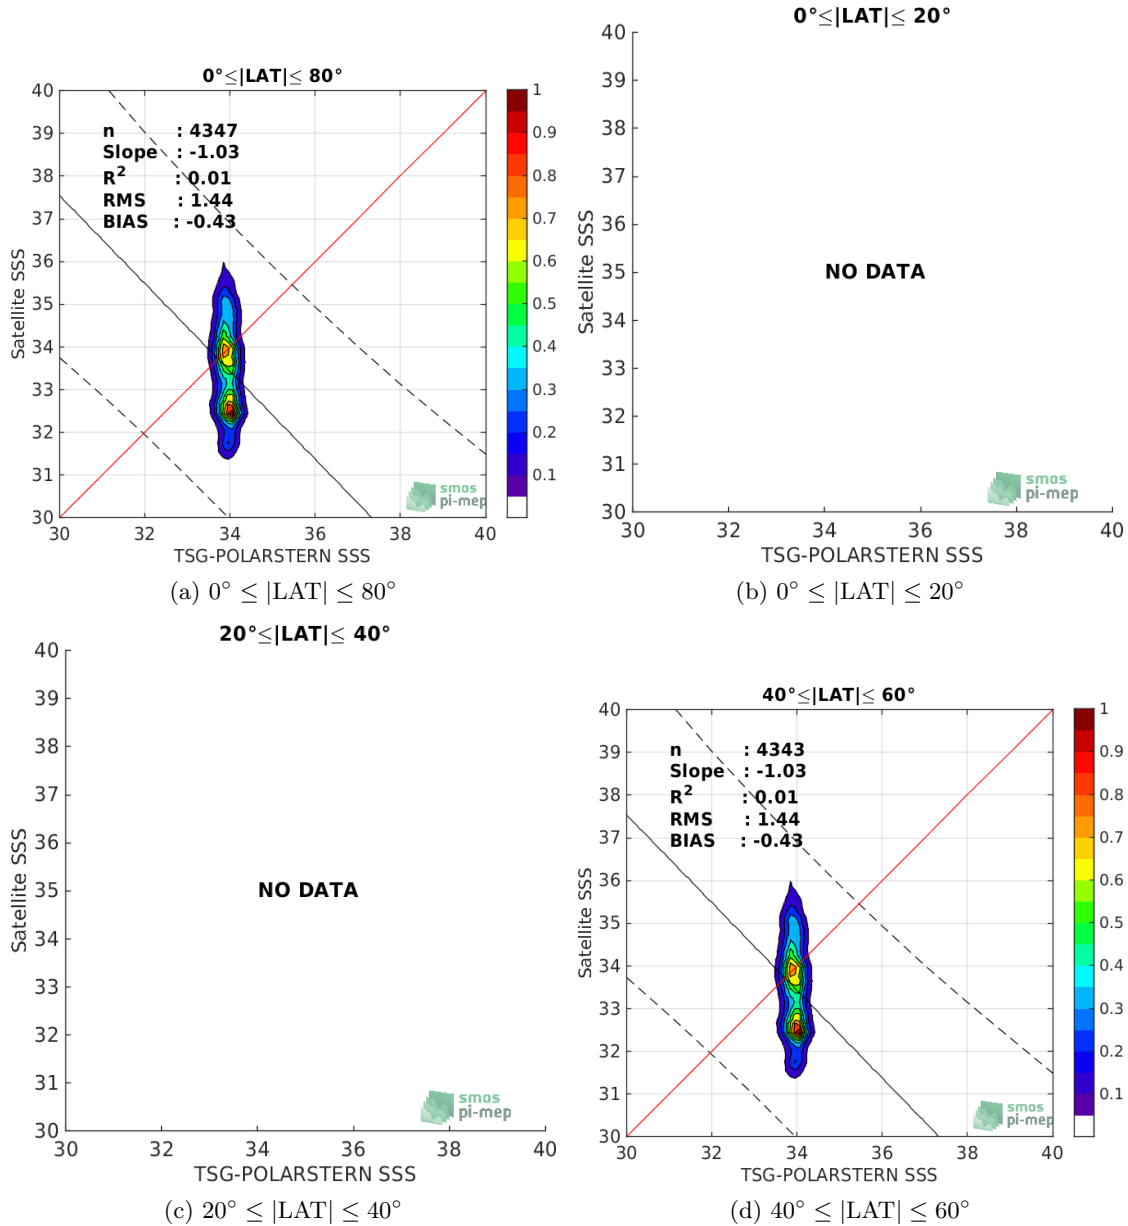 0°≤|LAT|≤ 80°
40
39
38
37
36
35
34
33
32
31
30
n : 4347
Slope : -1.03
R² : 0.01
RMS : 1.44
BIAS : -0.43
Satellite SSS
30 32 34 36 38 40
TSG-POLARSTERN SSS
1
0.9
0.8
0.7
0.6
0.5
0.4
0.3
0.2
0.1
smos
pi-mep
(a) 0° ≤ |LAT| ≤ 80°
0°≤|LAT|≤ 20°
40
39
38
37
36
35
34
33
32
31
30
NO DATA
Satellite SSS
30 32 34 36 38 40
TSG-POLARSTERN SSS
smos
pi-mep
(b) 0° ≤ |LAT| ≤ 20°
20°≤|LAT|≤ 40°
40
39
38
37
36
35
34
33
32
31
30
NO DATA
Satellite SSS
30 32 34 36 38 40
TSG-POLARSTERN SSS
smos
pi-mep
(c) 20° ≤ |LAT| ≤ 40°
40°≤|LAT|≤ 60°
40
39
38
37
36
35
34
33
32
31
30
n : 4343
Slope : -1.03
R² : 0.01
RMS : 1.44
BIAS : -0.43
Satellite SSS
30 32 34 36 38 40
TSG-POLARSTERN SSS
1
0.9
0.8
0.7
0.6
0.5
0.4
0.3
0.2
0.1
smos
pi-mep
(d) 40° ≤ |LAT| ≤ 60°